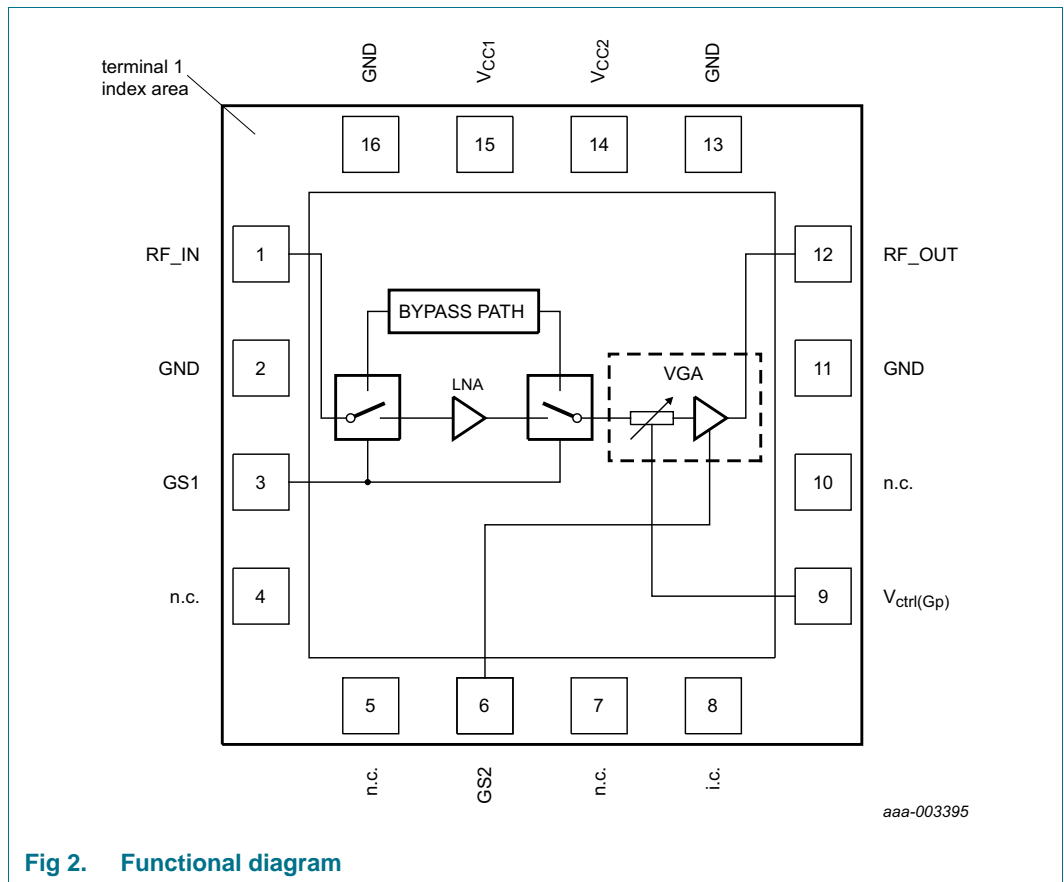 terminal 1
index area
GND
VCC1
VCC2
GND
16
15
14
13
RF_IN
1
12
RF_OUT
BYPASS PATH
GND
2
LNA
VGA
11
GND
GS1
3
10
n.c.
n.c.
4
9
Vctrl(Gp)
5
6
7
8
n.c.
GS2
n.c.
i.c.
aaa-003395
Fig 2. Functional diagram